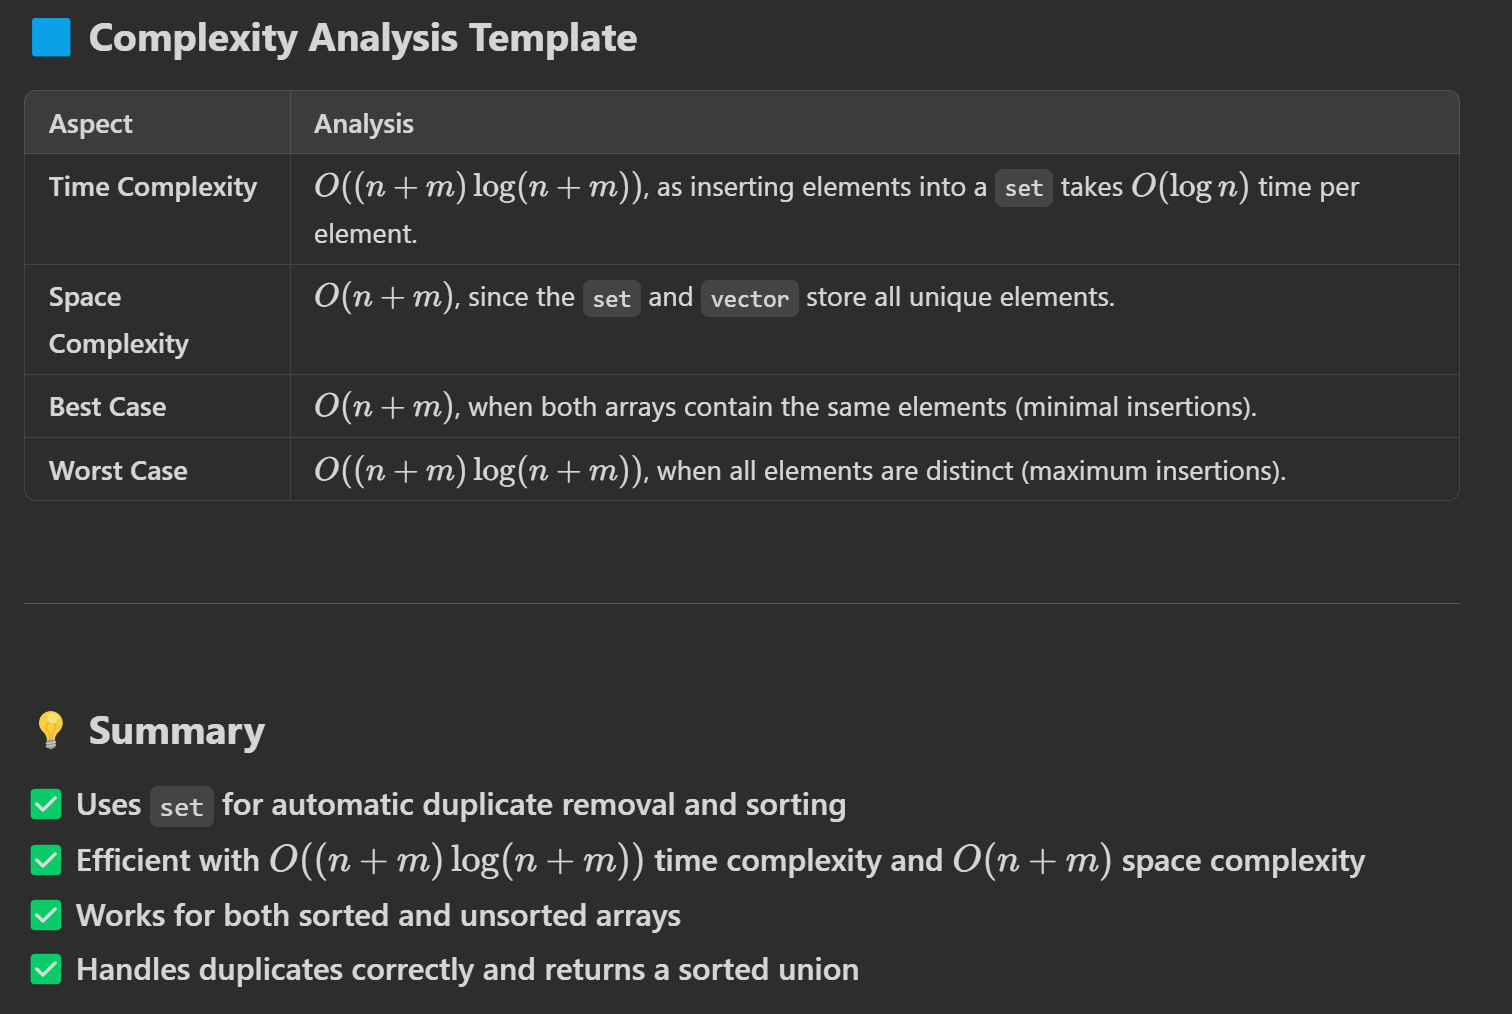 Complexity Analysis Template
Aspect Analysis
Time Complexity O((n + m) log(n + m)), as inserting elements into a set takes O(log n) time per
element.
Space O(n + m), since the set and vector store all unique elements.
Complexity
Best Case O(n + m), when both arrays contain the same elements (minimal insertions).
Worst Case O((n + m) log(n + m)), when all elements are distinct (maximum insertions).
💡 Summary
✅ Uses set for automatic duplicate removal and sorting
✅ Efficient with O((n + m) log(n + m)) time complexity and O(n + m) space complexity
✅ Works for both sorted and unsorted arrays
✅ Handles duplicates correctly and returns a sorted union